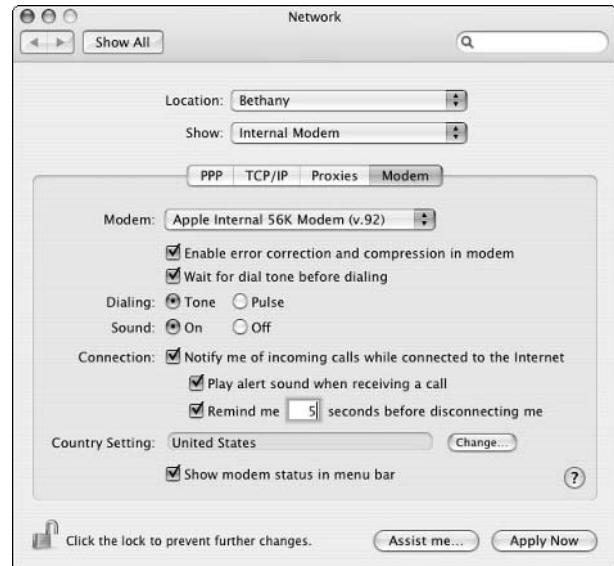 Network
Show All
Location: Bethany
Show: Internal Modem
PPP TCP/IP Proxies Modem
Modem: Apple Internal 56K Modem (v.92)
Enable error correction and compression in modem
Wait for dial tone before dialing
Dialing: Tone Pulse
Sound: On Off
Connection: Notify me of incoming calls while connected to the Internet
Play alert sound when receiving a call
Remind me 5 seconds before disconnecting me
Country Setting: United States Change...
Show modem status in menu bar ?
Click the lock to prevent further changes. Assist me... Apply Now